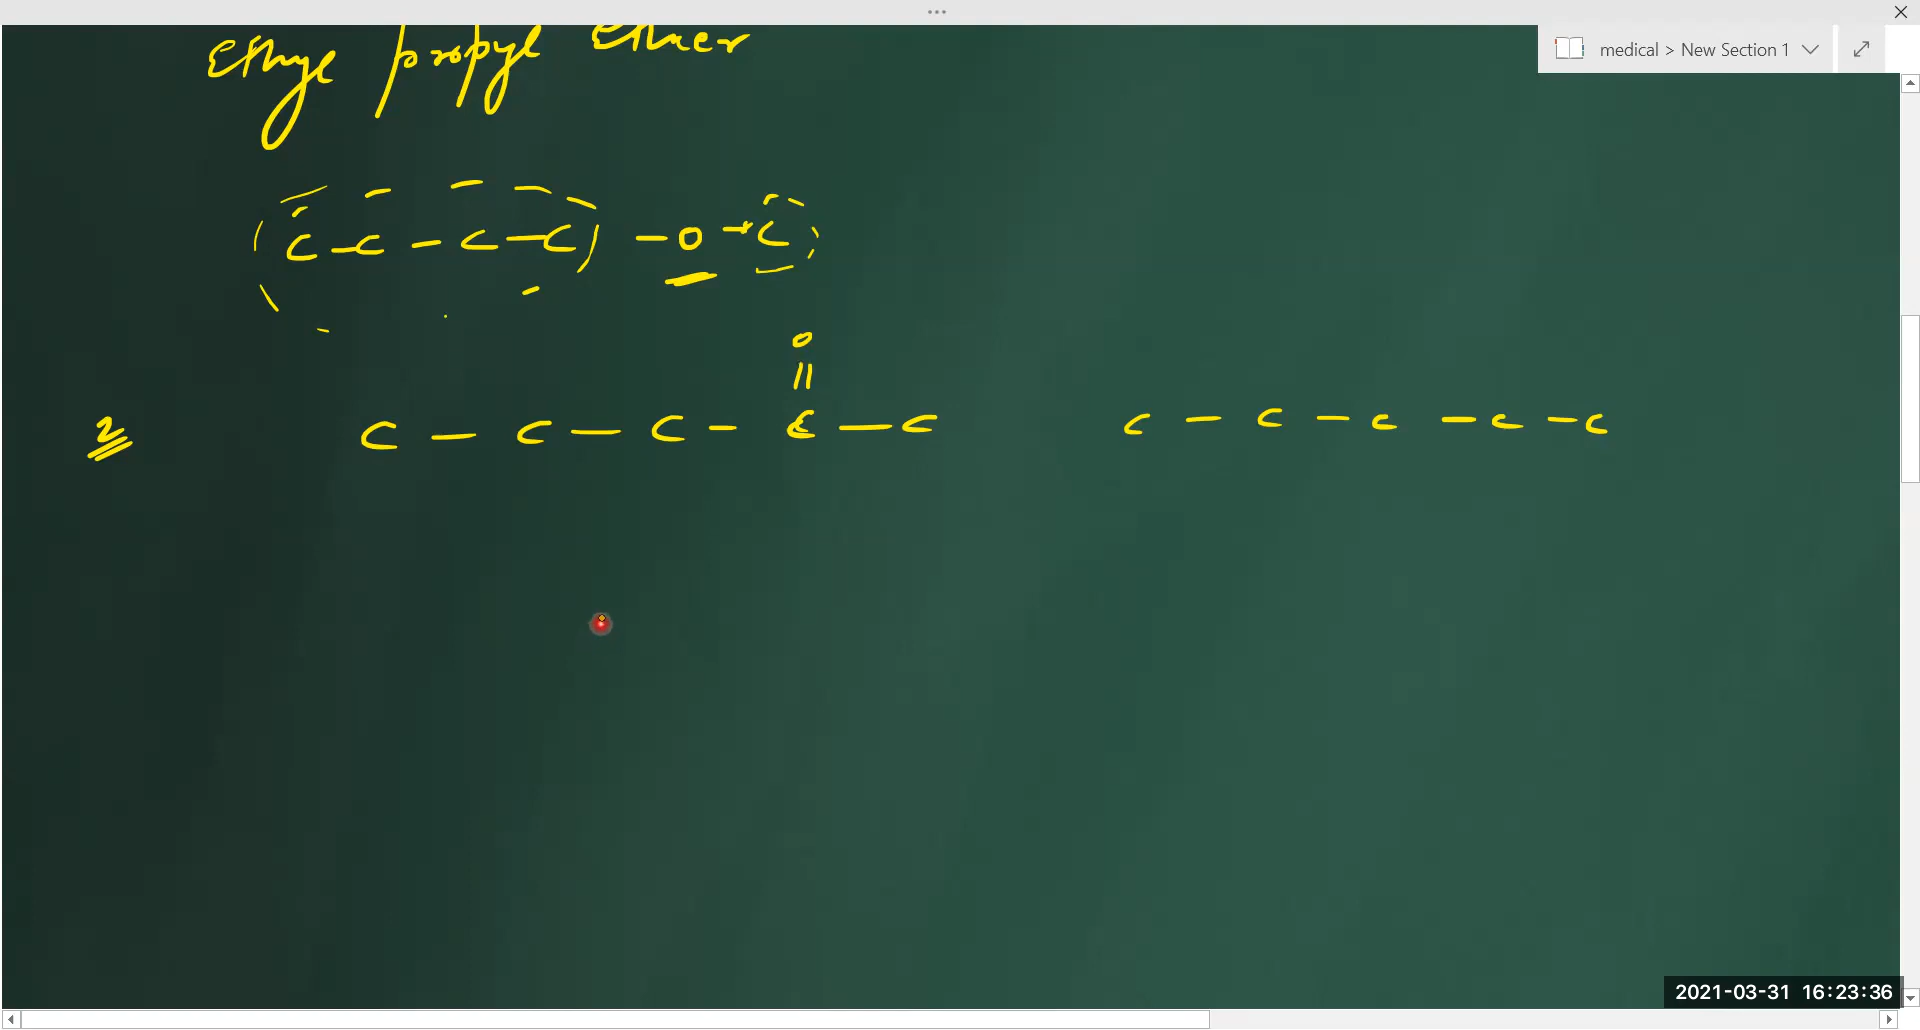 medical > New Section 1
Ethyl propyl Ether
C - C - C - C) - O - C
O
||
2 C - C - C - C - C C - C - C - C - C
2021-03-31 16:23:36